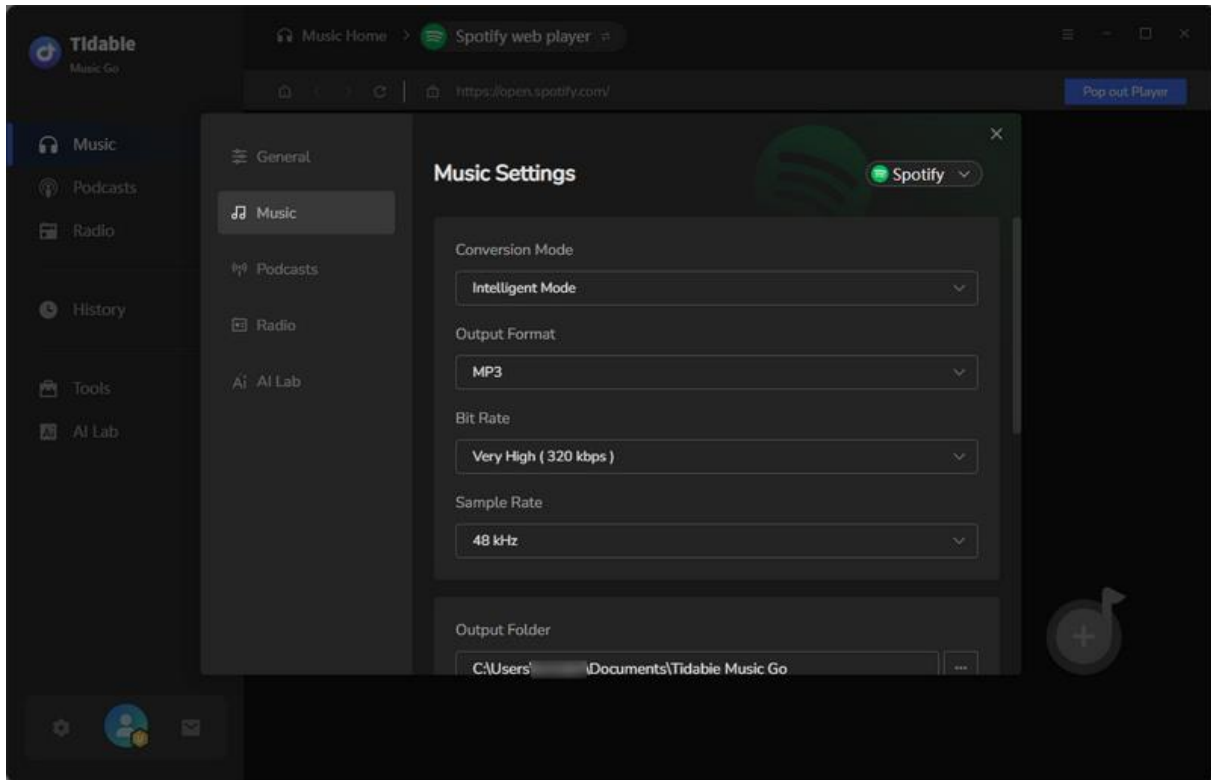 Tidable
Music Go
Music Home > Spotify web player
https://open.spotify.com/
Pop out Player
Music
Podcasts
Radio
History
Tools
AI Lab
General
Music
Podcasts
Radio
Ai AI Lab
Music Settings
Spotify
Conversion Mode
Intelligent Mode
Output Format
MP3
Bit Rate
Very High ( 320 kbps )
Sample Rate
48 kHz
Output Folder
C:\Users\ \Documents\Tidabie Music Go
...